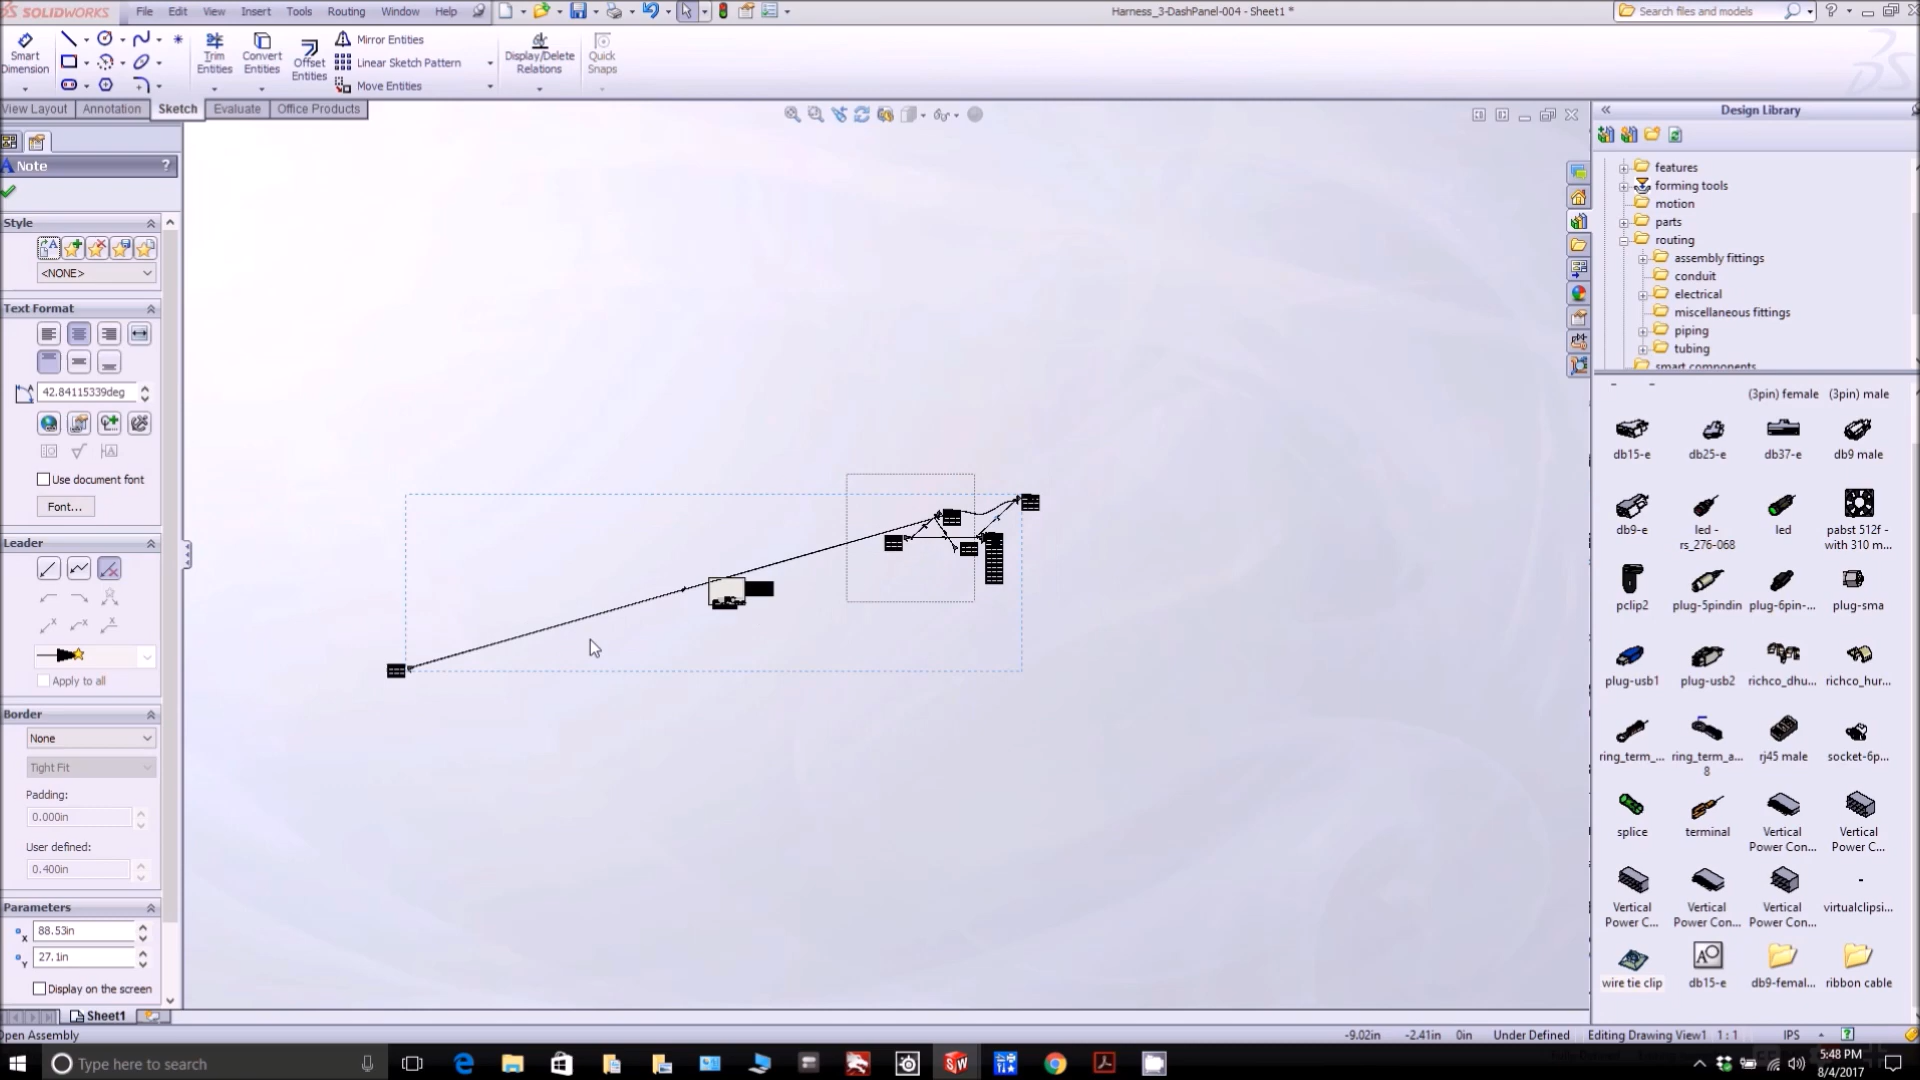 SOLIDWORKS File Edit View Insert Tools Routing Window Help
Harness_3-DashPanel-004 - Sheet1 *
Search files and models
Smart Dimension
Trim Entities
Convert Entities
Offset Entities
Mirror Entities
Linear Sketch Pattern
Move Entities
Display/Delete Relations
Quick Snaps
View Layout Annotation Sketch Evaluate Office Products
Note ?
Style
<NONE>
Text Format
42.84115339deg
Use document font
Font...
Leader
Apply to all
Border
None
Tight Fit
Padding:
0.000in
User defined:
0.400in
Parameters
88.53in
27.1in
Display on the screen
Sheet1
Design Library
features
forming tools
motion
parts
routing
assembly fittings
conduit
electrical
miscellaneous fittings
piping
tubing
smart components
(3pin) female (3pin) male
db15-e db25-e db37-e db9 male
db9-e led - rs_276-068 led pabst 512f - with 310 m...
pclip2 plug-5pindin plug-6pin-... plug-sma
plug-usb1 plug-usb2 richco_dhu... richco_hur...
ring_term_... ring_term_a... 8 rj45 male socket-6p...
splice terminal Vertical Power Con... Vertical Power C...
Vertical Power C... Vertical Power Con... Vertical Power Con... virtualclipsi...
wire tie clip db15-e db9-femal... ribbon cable
Open Assembly
-9.02in -2.41in 0in Under Defined Editing Drawing View1 1 : 1 IPS
Type here to search
5:48 PM
8/4/2017